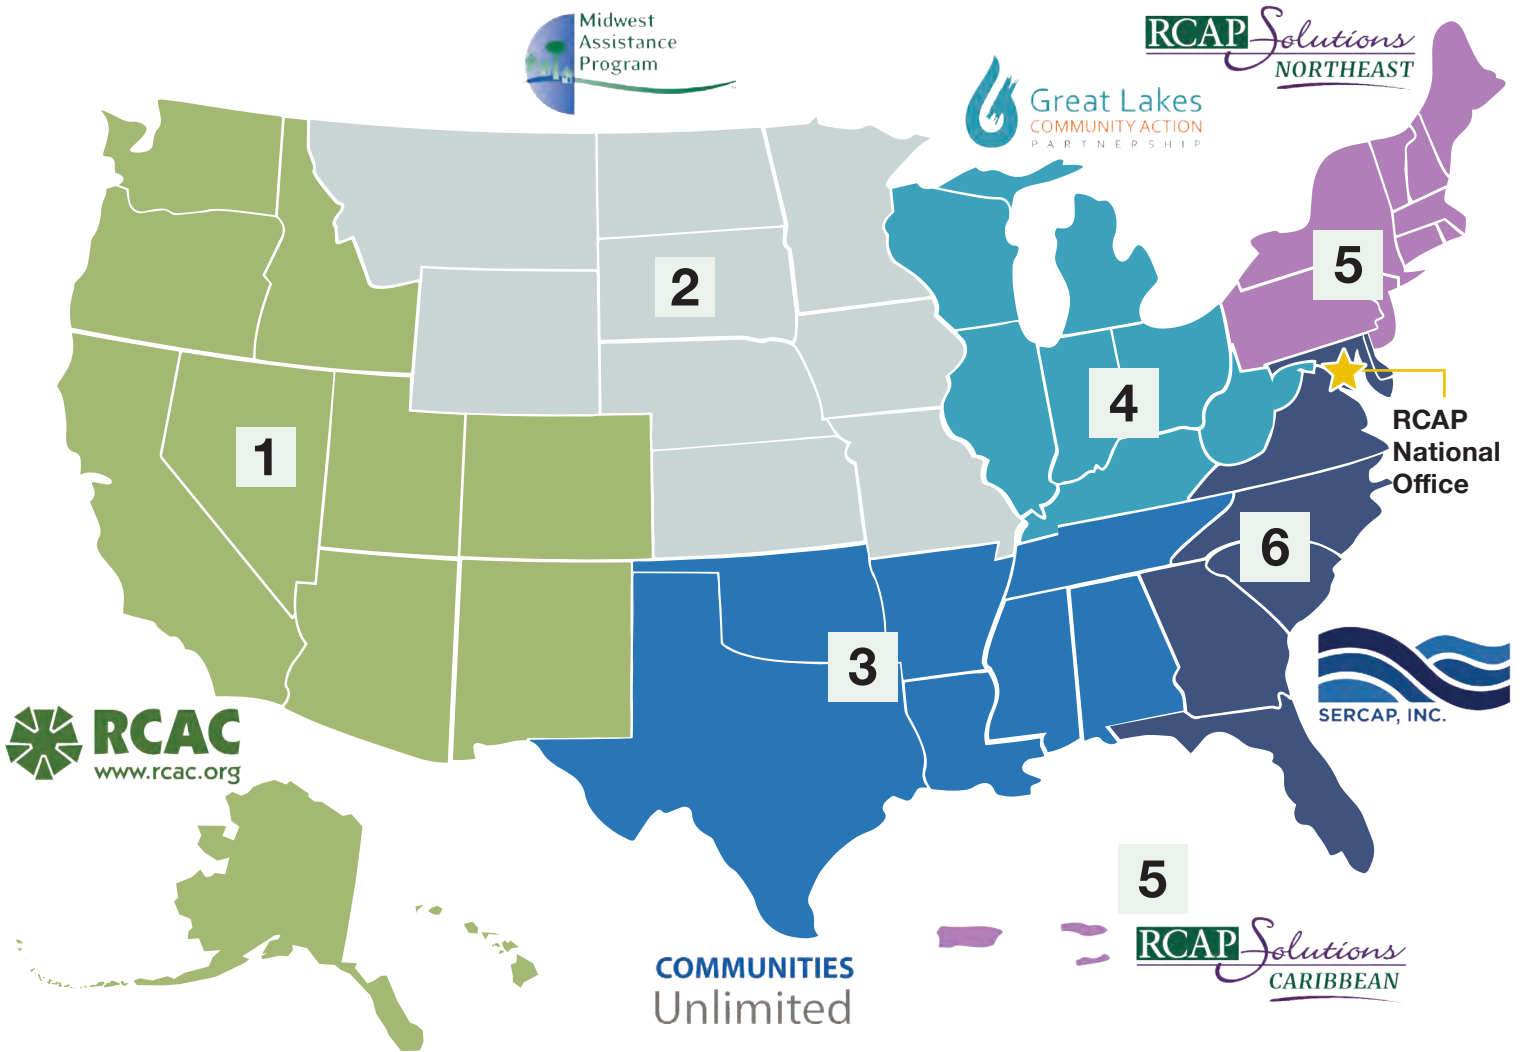 Midwest
Assistance
Program
RCAP Solutions
NORTHEAST
Great Lakes
COMMUNITY ACTION
PARTNERSHIP
5
2
4
RCAP
National
Office
1
6
3
SERCAP, INC.
RCAC
www.rcac.org
5
RCAP Solutions
CARIBBEAN
COMMUNITIES
Unlimited